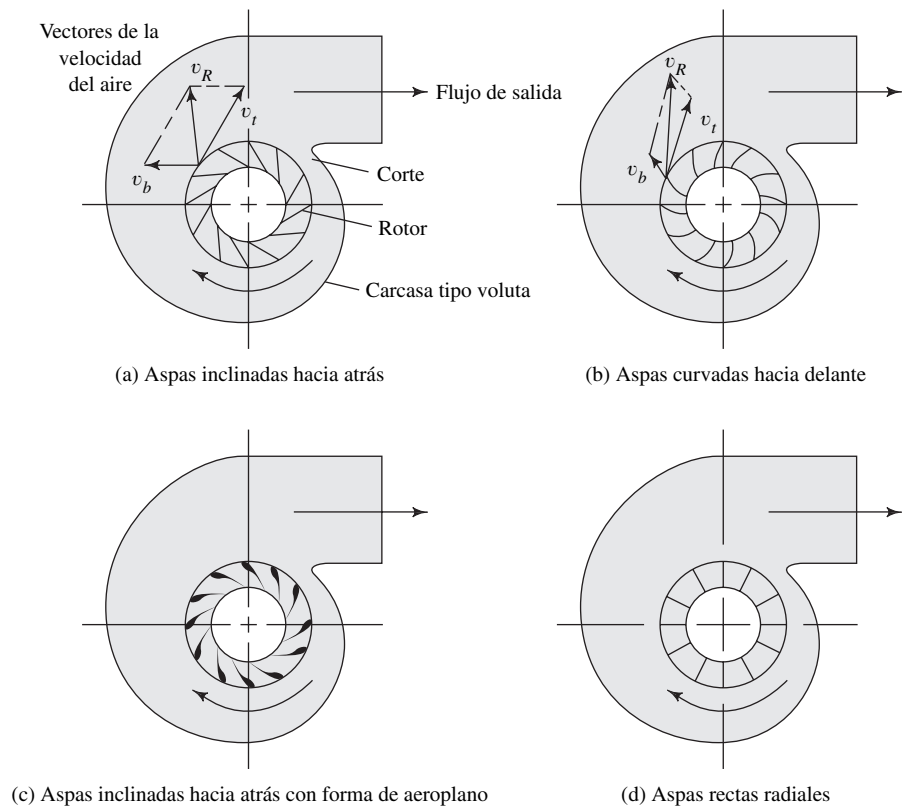 Vectores de la
velocidad
del aire
v_R
v_t
v_b
Flujo de salida
Corte
Rotor
Carcasa tipo voluta
(a) Aspas inclinadas hacia atrás
v_R
v_t
v_b
(b) Aspas curvadas hacia delante
(c) Aspas inclinadas hacia atrás con forma de aeroplano
(d) Aspas rectas radiales